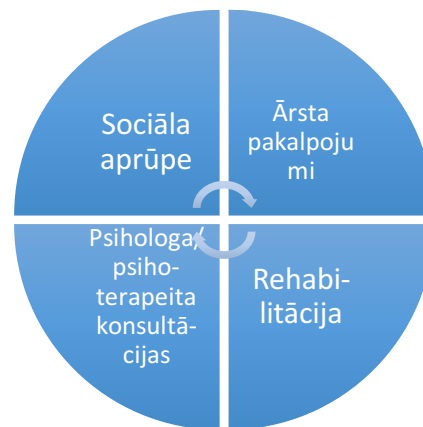 Sociāla
aprūpe
Ārsta
pakalpoju
mi
Psihologa/
psiho-
terapeita
konsultā-
cijas
Rehabi-
litācija